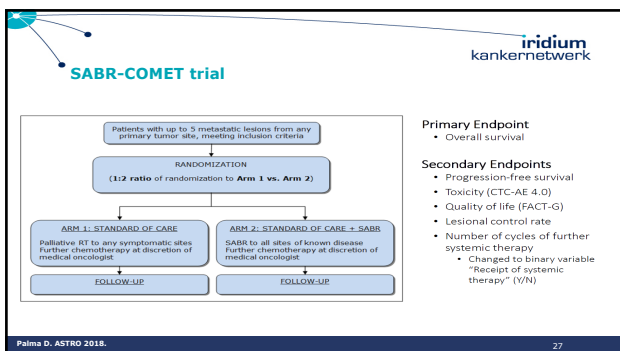 iridium
kankernetwerk
SABR-COMET trial
Patients with up to 5 metastatic lesions from any
primary tumor site, meeting inclusion criteria
RANDOMIZATION
(1:2 ratio of randomization to Arm 1 vs. Arm 2)
ARM 1: STANDARD OF CARE
Palliative RT to any symptomatic sites
Further chemotherapy at discretion of
medical oncologist
FOLLOW-UP
ARM 2: STANDARD OF CARE + SABR
SABR to all sites of known disease
Further chemotherapy at discretion of
medical oncologist
FOLLOW-UP
Primary Endpoint
• Overall survival
Secondary Endpoints
• Progression-free survival
• Toxicity (CTC-AE 4.0)
• Quality of life (FACT-G)
• Lesional control rate
• Number of cycles of further
systemic therapy
• Changed to binary variable
"Receipt of systemic
therapy" (Y/N)
Palma D. ASTRO 2018.
27